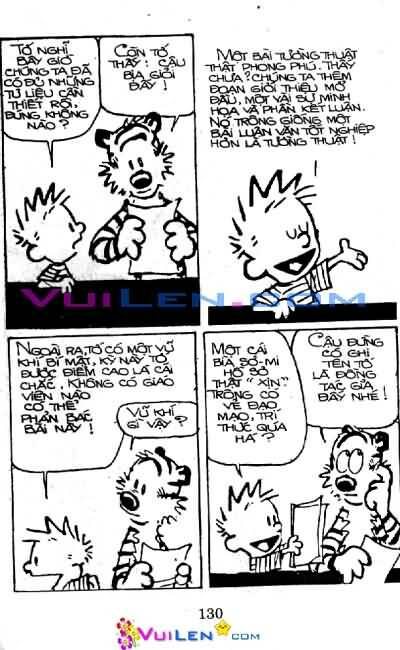 TỚ NGHĨ
BÂY GIỜ
CHÚNG TA ĐÃ
CÓ ĐỦ NHỮNG
TƯ LIỆU CẦN
THIẾT RỒI,
ĐÚNG KHÔNG
NÀO?
CÒN TỚ
THẤY: CẬU
BỊA GIỎI
ĐẤY!
MỘT BÀI TƯỜNG THUẬT
THẬT PHONG PHÚ. THẤY
CHƯA? CHÚNG TA THÊM
ĐOẠN GIỚI THIỆU MỞ
ĐẦU, MỘT VÀI SỰ MINH
HỌA VÀ PHẦN KẾT LUẬN.
NÓ TRÔNG GIỐNG MỘT
BÀI LUẬN VĂN TỐT NGHIỆP
HƠN LÀ TƯỜNG THUẬT!
VUILEN.COM
NGOÀI RA, TỚ CÓ MỘT VŨ
KHÍ BÍ MẬT, KỲ NÀY TỚ
ĐƯỢC ĐIỂM CAO LÀ CÁI
CHẮC, KHÔNG CÓ GIÁO
VIÊN NÀO
CÓ THỂ
PHẢN BÁC
BÀI NÀY!
VŨ KHÍ
GÌ VẬY?
MỘT CÁI
BÌA SƠ-MI
HỒ SƠ
THẬT "XỊN"
TRÔNG CÓ
VẺ ĐẠO
MẠO, TRÍ
THỨC QUÁ
HẢ?
CẬU ĐỪNG
CÓ GHI
TÊN TỚ
LÀ ĐỒNG
TÁC GIẢ
ĐẤY NHÉ!
130
VUILEN.COM